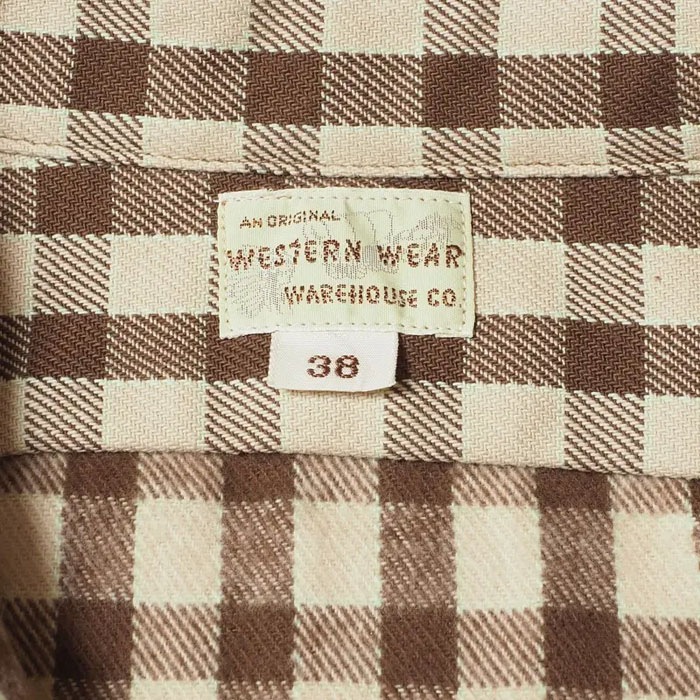 AN ORIGINAL
WESTERN WEAR
WAREHOUSE CO.
38